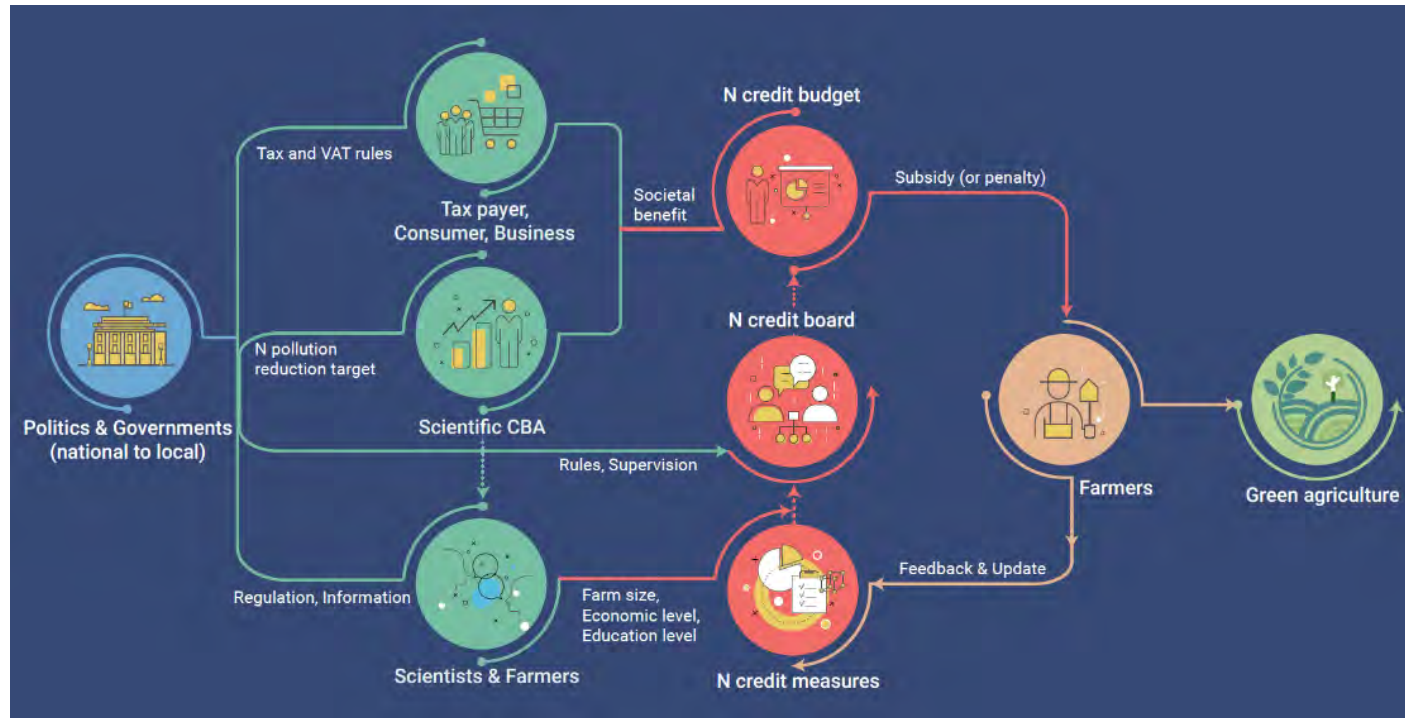 N credit budget
Tax and VAT rules
Subsidy (or penalty)
Societal
benefit
Tax payer,
Consumer, Business
N credit board
N pollution
reduction target
Politics & Governments
(national to local)
Scientific CBA
Rules, Supervision
Farmers
Green agriculture
Feedback & Update
Regulation, Information
Farm size,
Economic level,
Education level
Scientists & Farmers
N credit measures